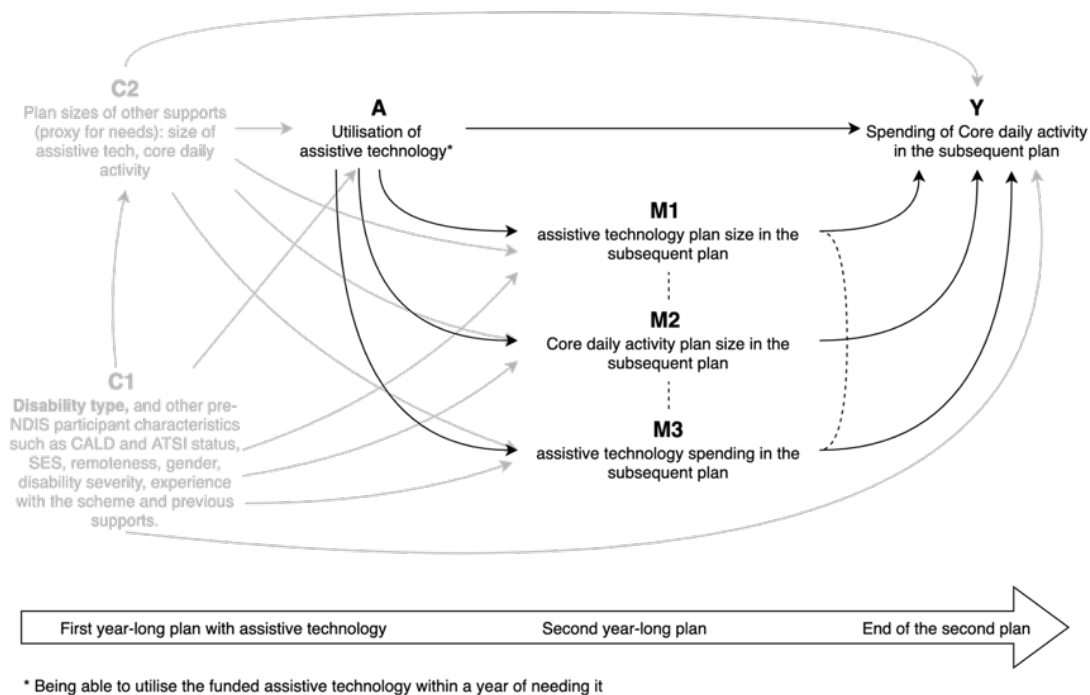 C2
Plan sizes of other supports
(proxy for needs): size of
assistive tech, core daily
activity
A
Utilisation of
assistive technology*
Y
Spending of Core daily activity
in the subsequent plan
M1
assistive technology plan size in the
subsequent plan
M2
Core daily activity plan size in the
subsequent plan
C1
Disability type, and other pre-
NDIS participant characteristics
such as CALD and ATSI status,
SES, remoteness, gender,
disability severity, experience
with the scheme and previous
supports.
M3
assistive technology spending in the
subsequent plan
First year-long plan with assistive technology
Second year-long plan
End of the second plan
* Being able to utilise the funded assistive technology within a year of needing it